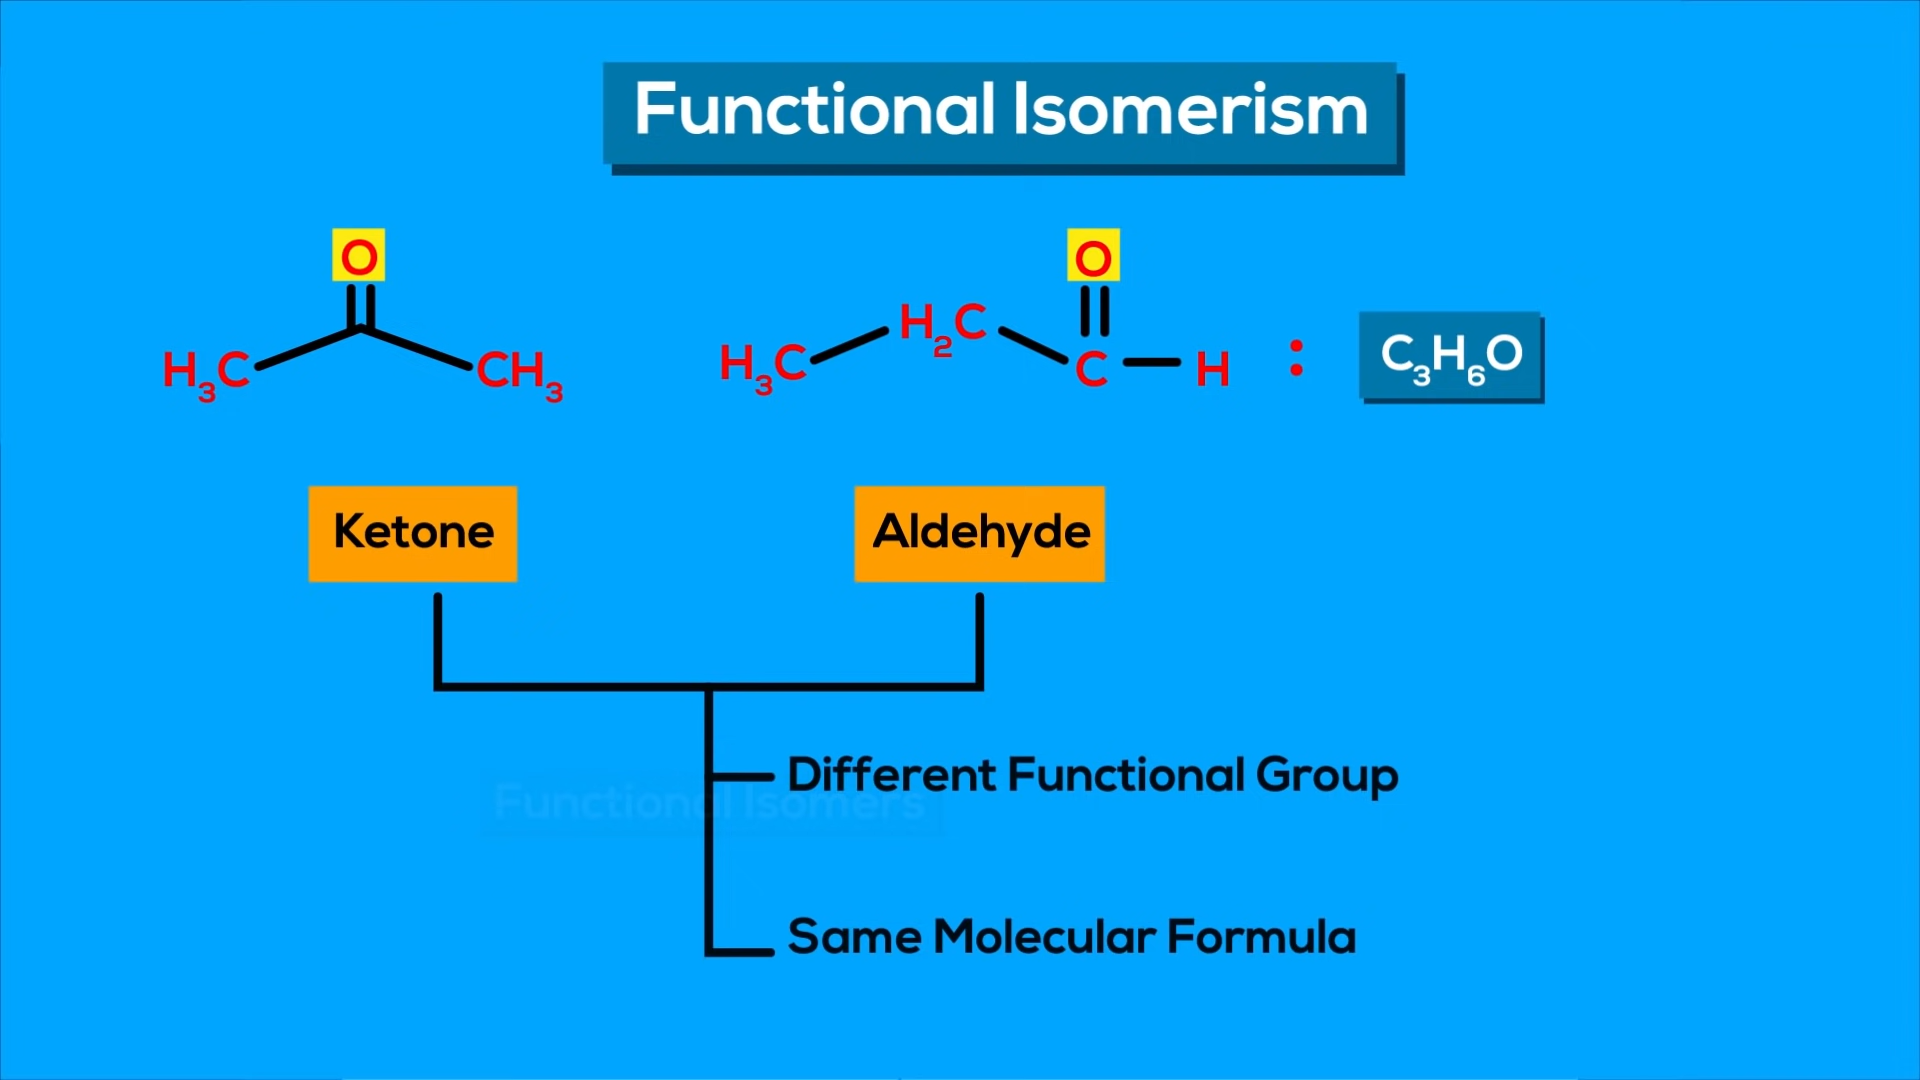 Functional Isomerism
O
H₃C CH₃
O
H₃C H₂C C H : C₃H₆O
Ketone
Aldehyde
Different Functional Group
Functional Isomers
Same Molecular Formula